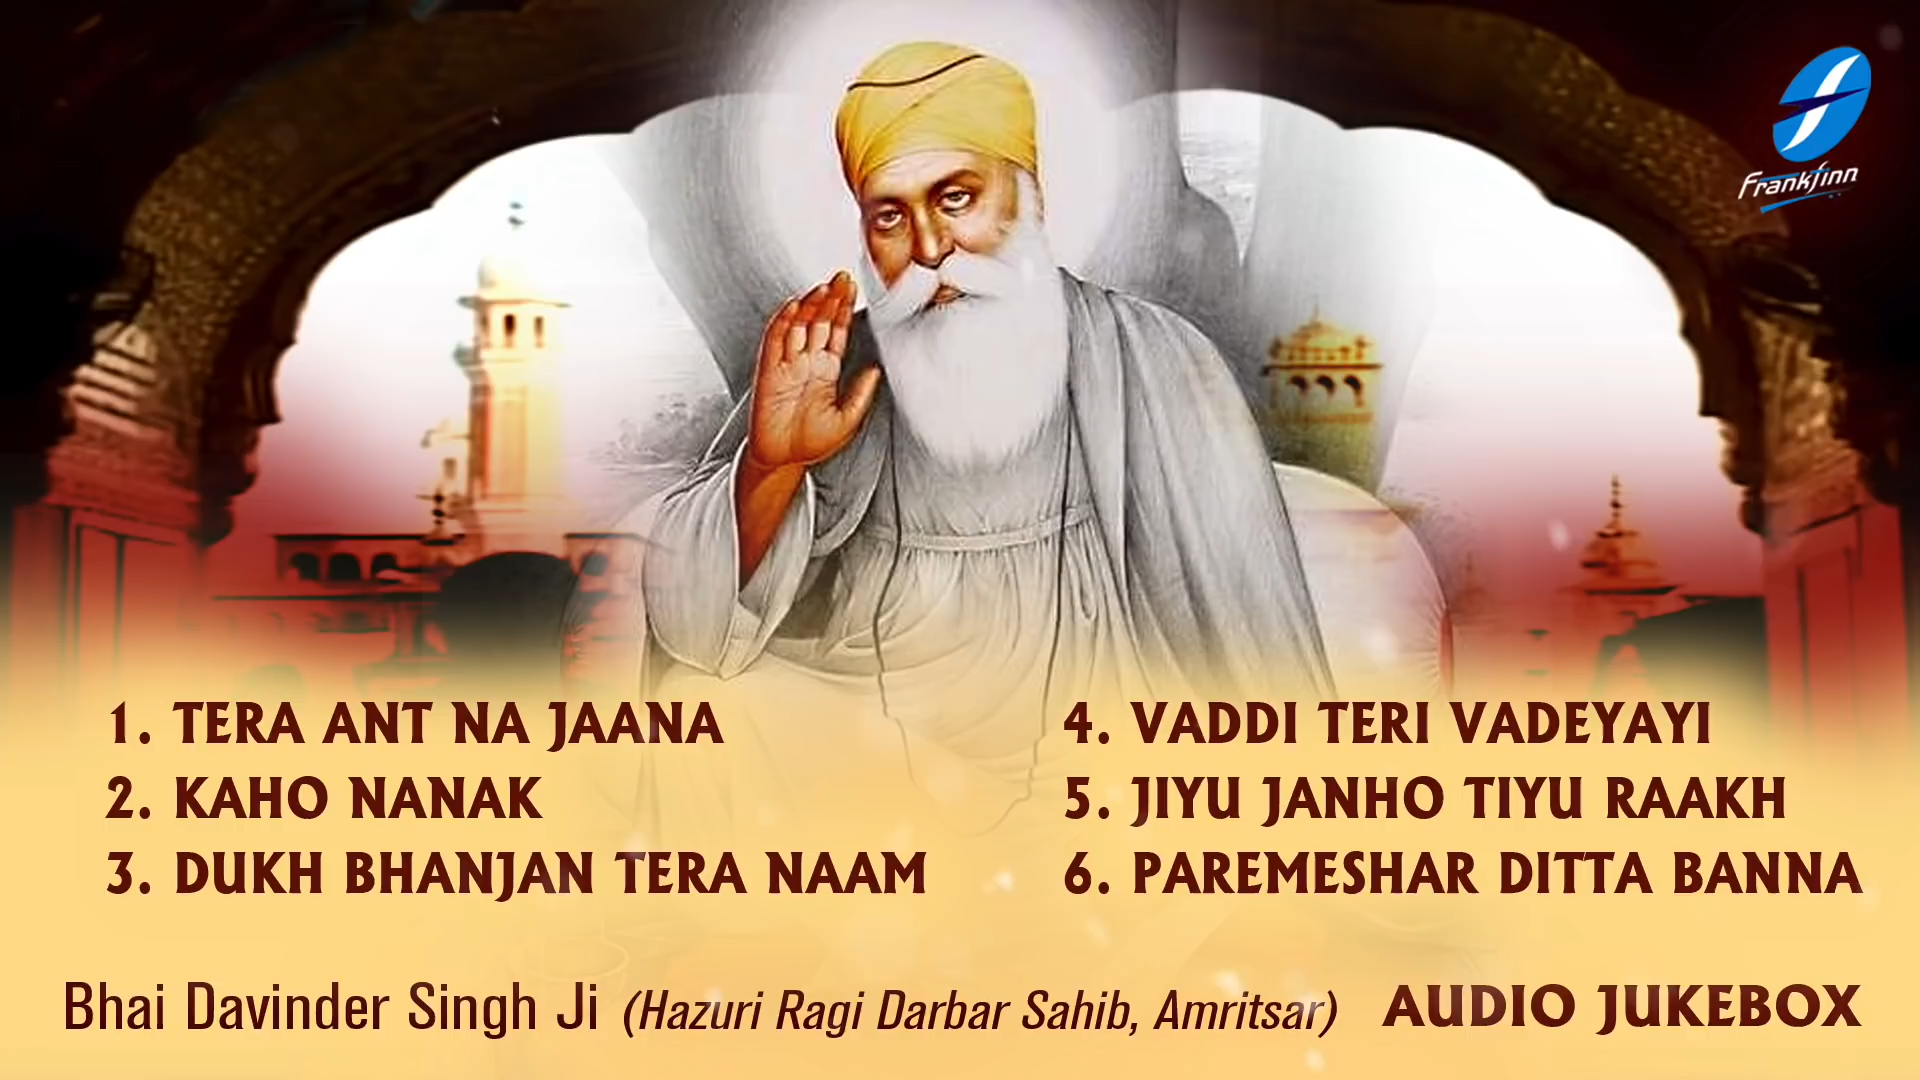 Frankfinn
1. TERA ANT NA JAANA
2. KAHO NANAK
3. DUKH BHANJAN TERA NAAM
4. VADDI TERI VADEYAYI
5. JIYU JANHO TIYU RAAKH
6. PAREMESHAR DITTA BANNA
Bhai Davinder Singh Ji (Hazuri Ragi Darbar Sahib, Amritsar) AUDIO JUKEBOX